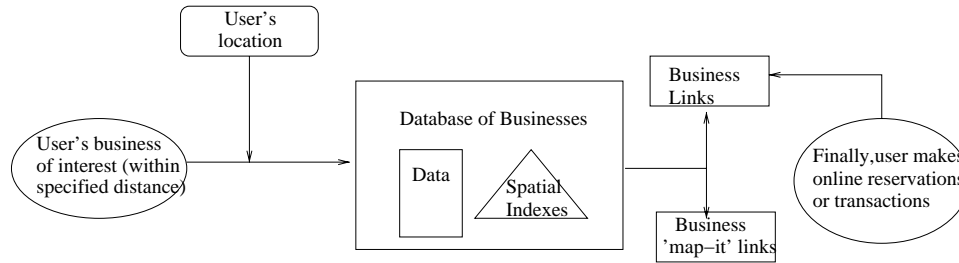 User's
location
User's business
of interest (within
specified distance)
Database of Businesses
Data
Spatial
Indexes
Business
Links
Business
'map-it' links
Finally,user makes
online reservations
or transactions